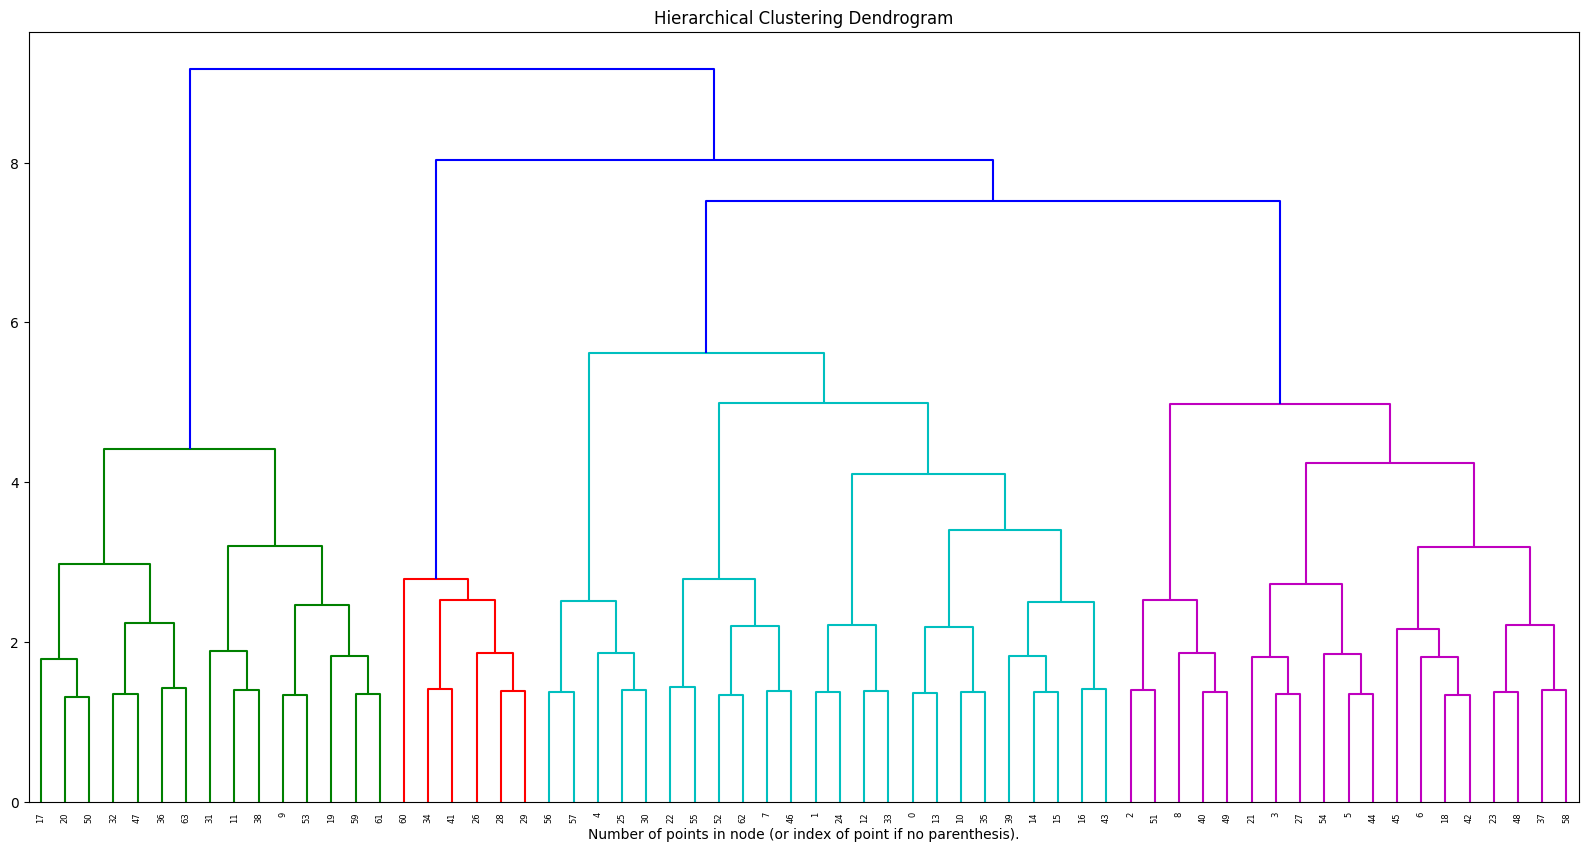 Hierarchical Clustering Dendrogram
8
6
4
2
0
17 20 50 32 47 36 63 31 11 38 9 53 19 59 61 60 34 41 26 28 29 56 57 4 25 30 22 55 52 62 7 46 1 24 12 33 0 13 10 35 39 14 15 16 43 2 51 8 40 49 21 3 27 54 5 44 45 6 18 42 23 48 37 58
Number of points in node (or index of point if no parenthesis).